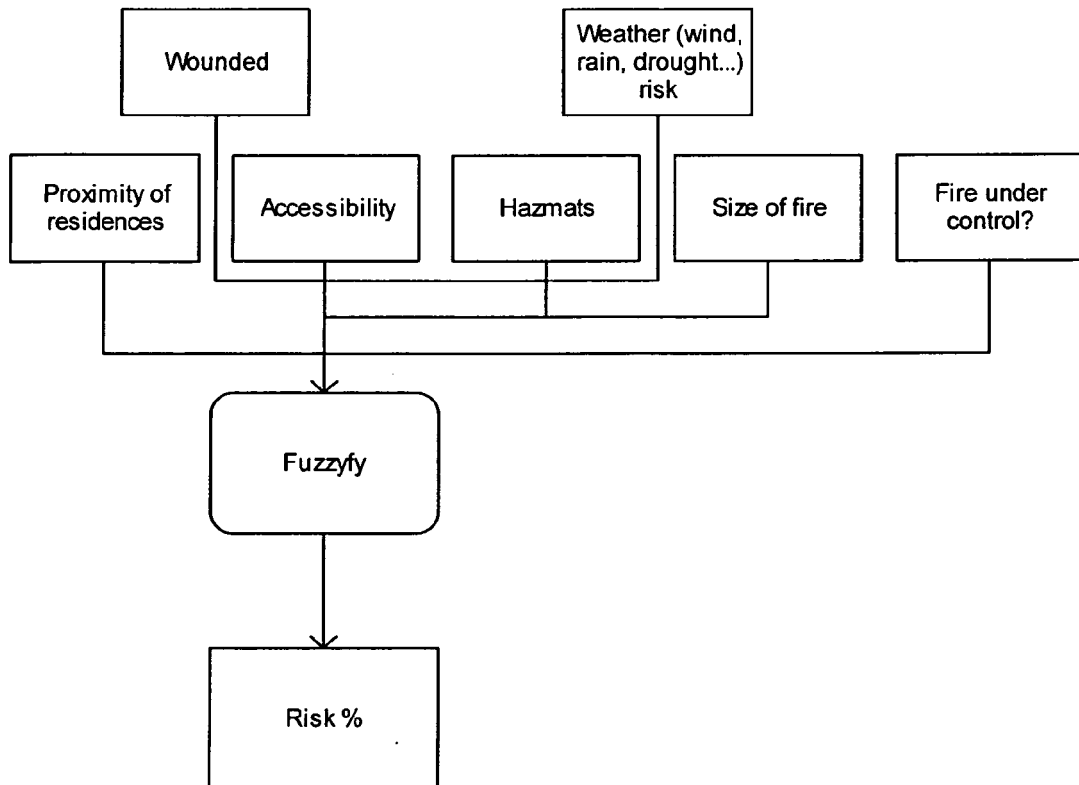 Wounded
Weather (wind,
rain, drought...)
risk
Proximity of
residences
Accessibility
Hazmats
Size of fire
Fire under
control?
Fuzzyfy
Risk %